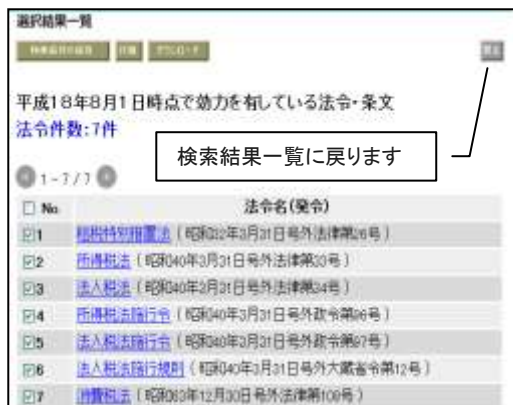 選択結果一覧
印刷 ダウンロード
戻る
平成18年8月1日時点で効力を有している法令・条文
法令件数:7件
検索結果一覧に戻ります
1-7/7
No. 法令名(発令)
1 租税特別措置法(昭和32年3月31日号外法律第26号)
2 所得税法(昭和40年3月31日号外法律第33号)
3 法人税法(昭和40年3月31日号外法律第34号)
4 所得税法施行令(昭和40年3月31日号外政令第96号)
5 法人税法施行令(昭和40年3月31日号外政令第97号)
6 法人税法施行規則(昭和40年3月31日号外大蔵省令第12号)
7 消費税法(昭和63年12月30日号外法律第108号)